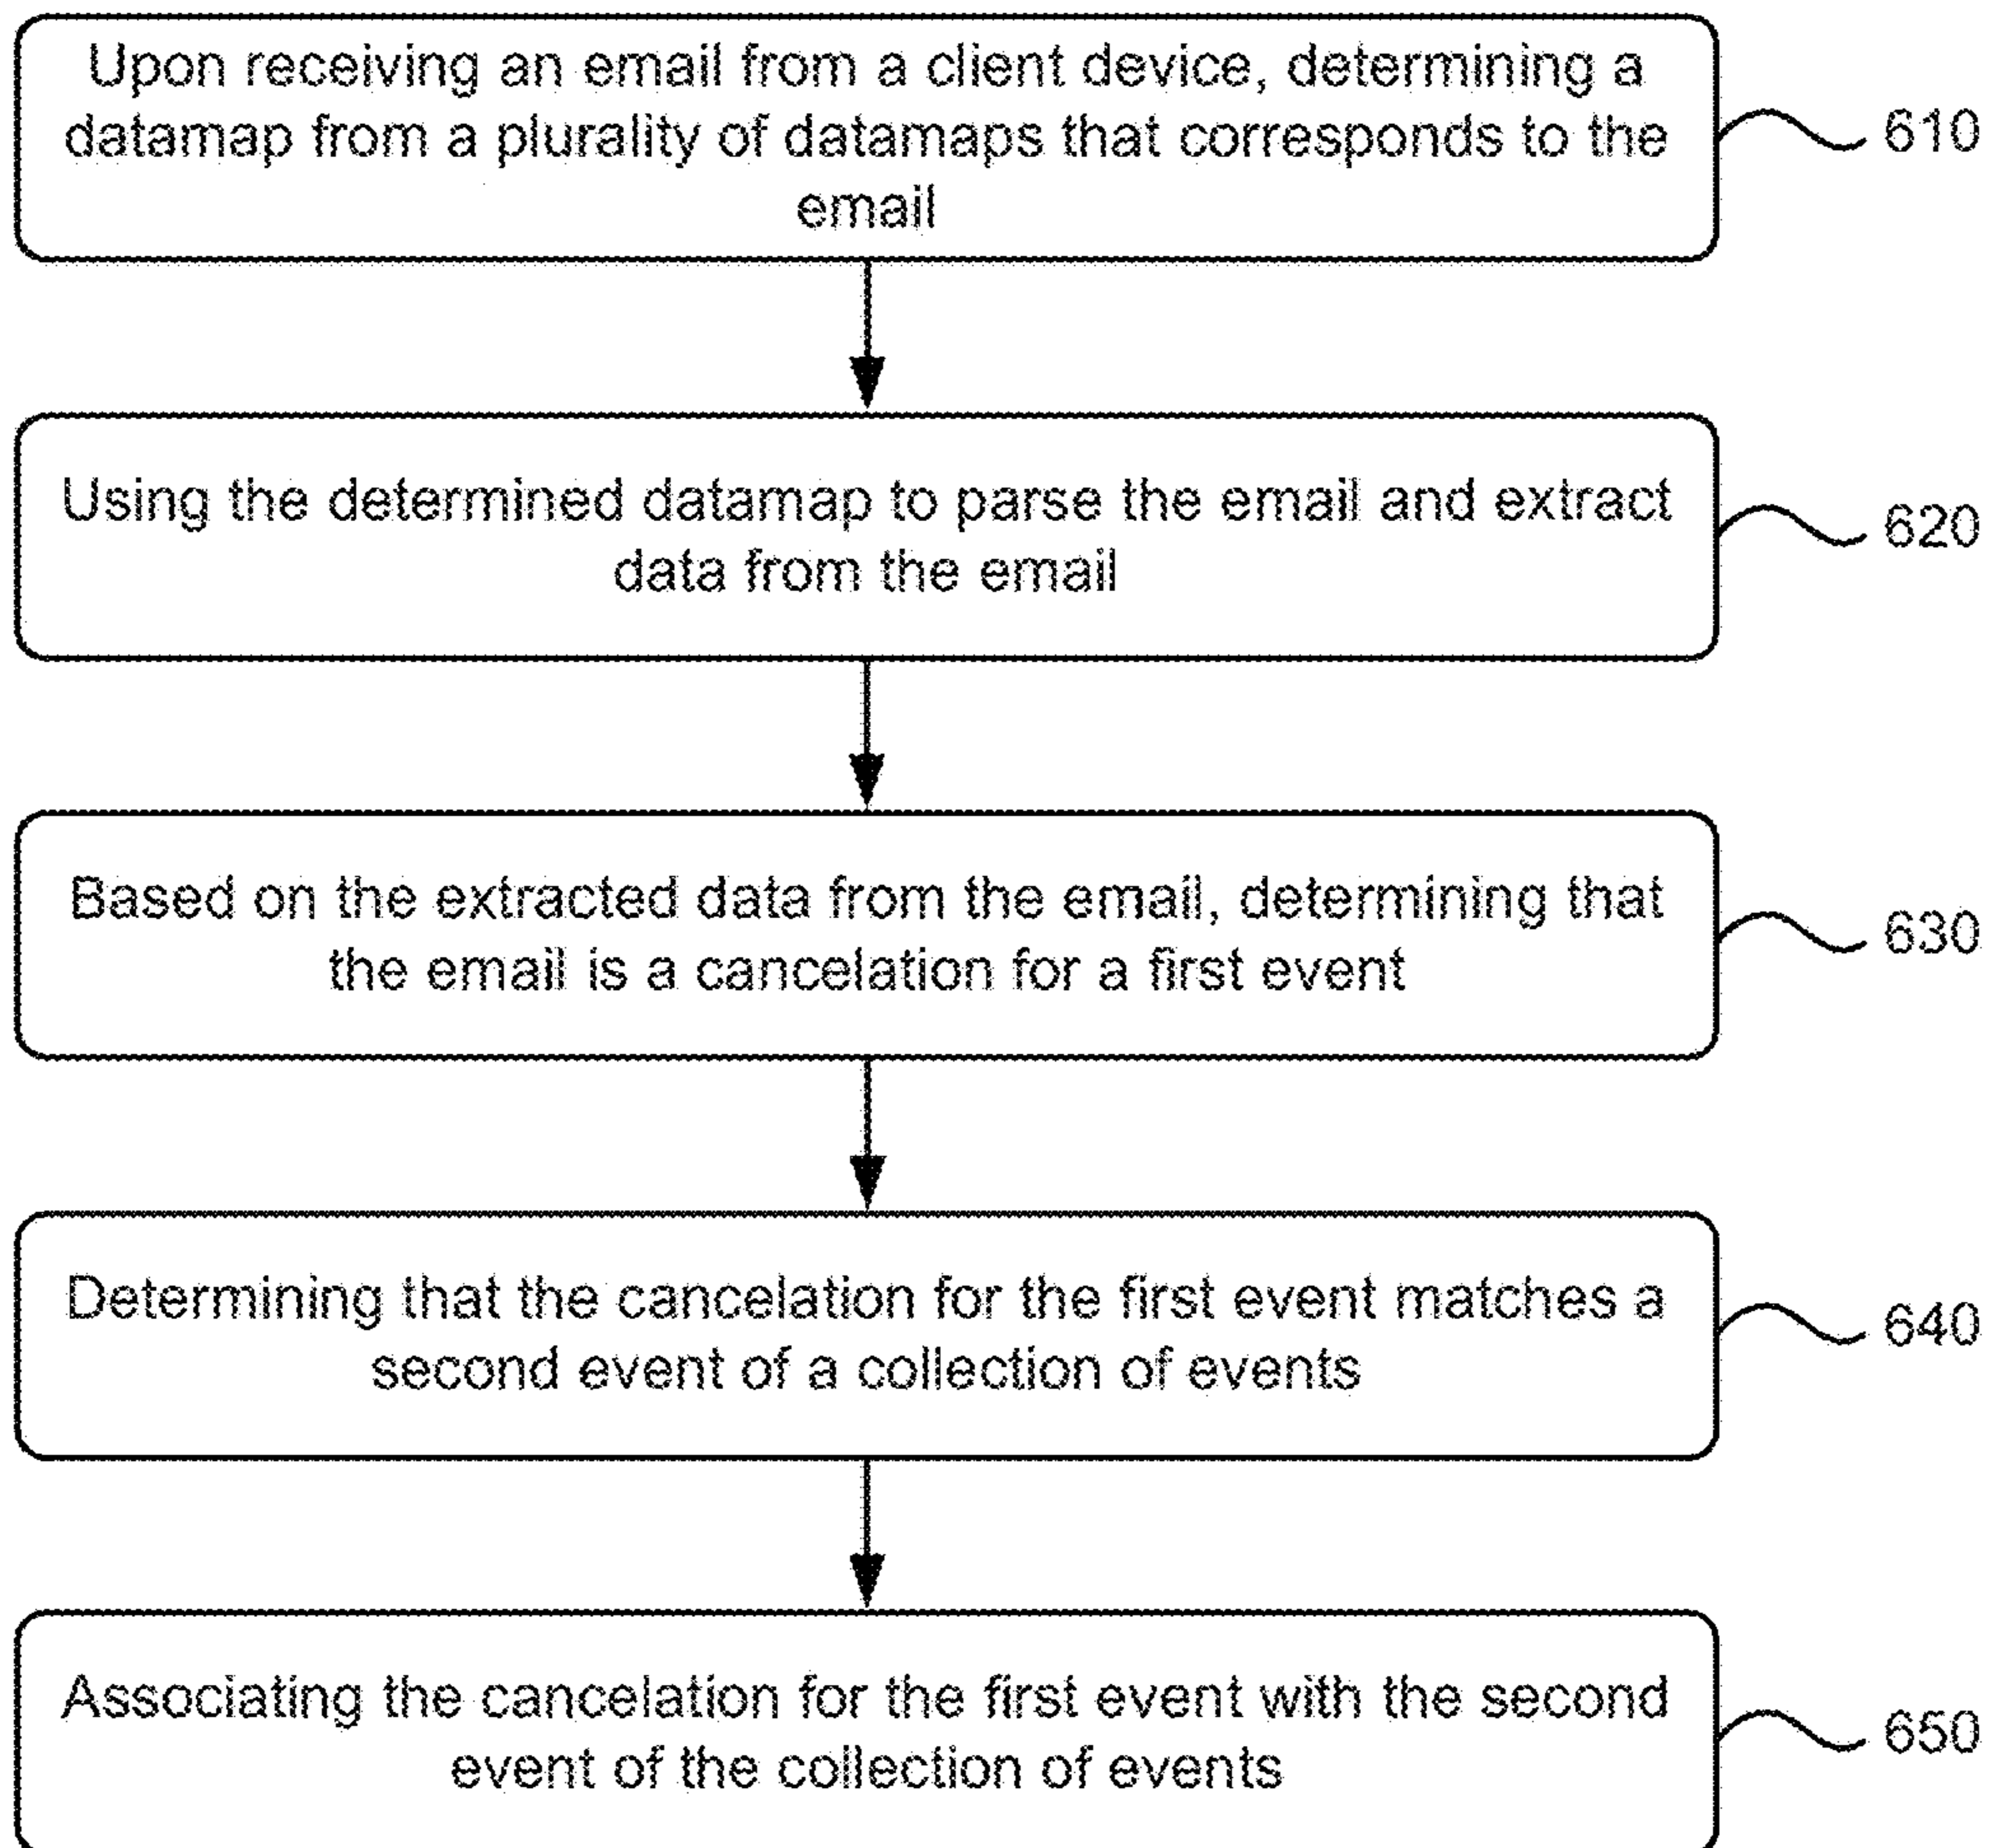 Upon receiving an email from a client device, determining a
datamap from a plurality of datamaps that corresponds to the
email
610
Using the determined datamap to parse the email and extract
data from the email
620
Based on the extracted data from the email, determining that
the email is a cancelation for a first event
630
Determining that the cancelation for the first event matches a
second event of a collection of events
640
Associating the cancelation for the first event with the second
event of the collection of events
650